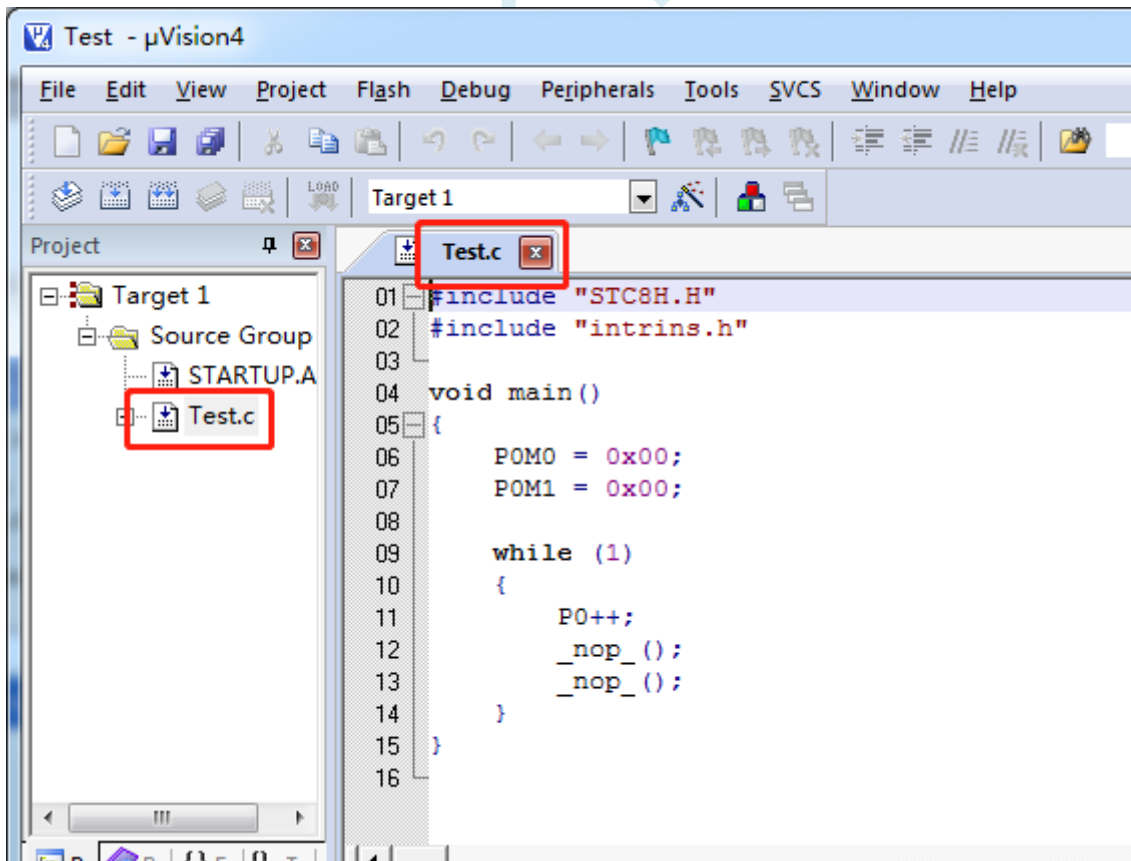 Test - µVision4
File Edit View Project Flash Debug Peripherals Tools SVCS Window Help
LOAD
Target 1
Project
Test.c
Target 1
Source Group
STARTUP.A
Test.c
01 #include "STC8H.H"
02 #include "intrins.h"
03
04 void main()
05 {
06 P0M0 = 0x00;
07 P0M1 = 0x00;
08
09 while (1)
10 {
11 P0++;
12 _nop_();
13 _nop_();
14 }
15 }
16